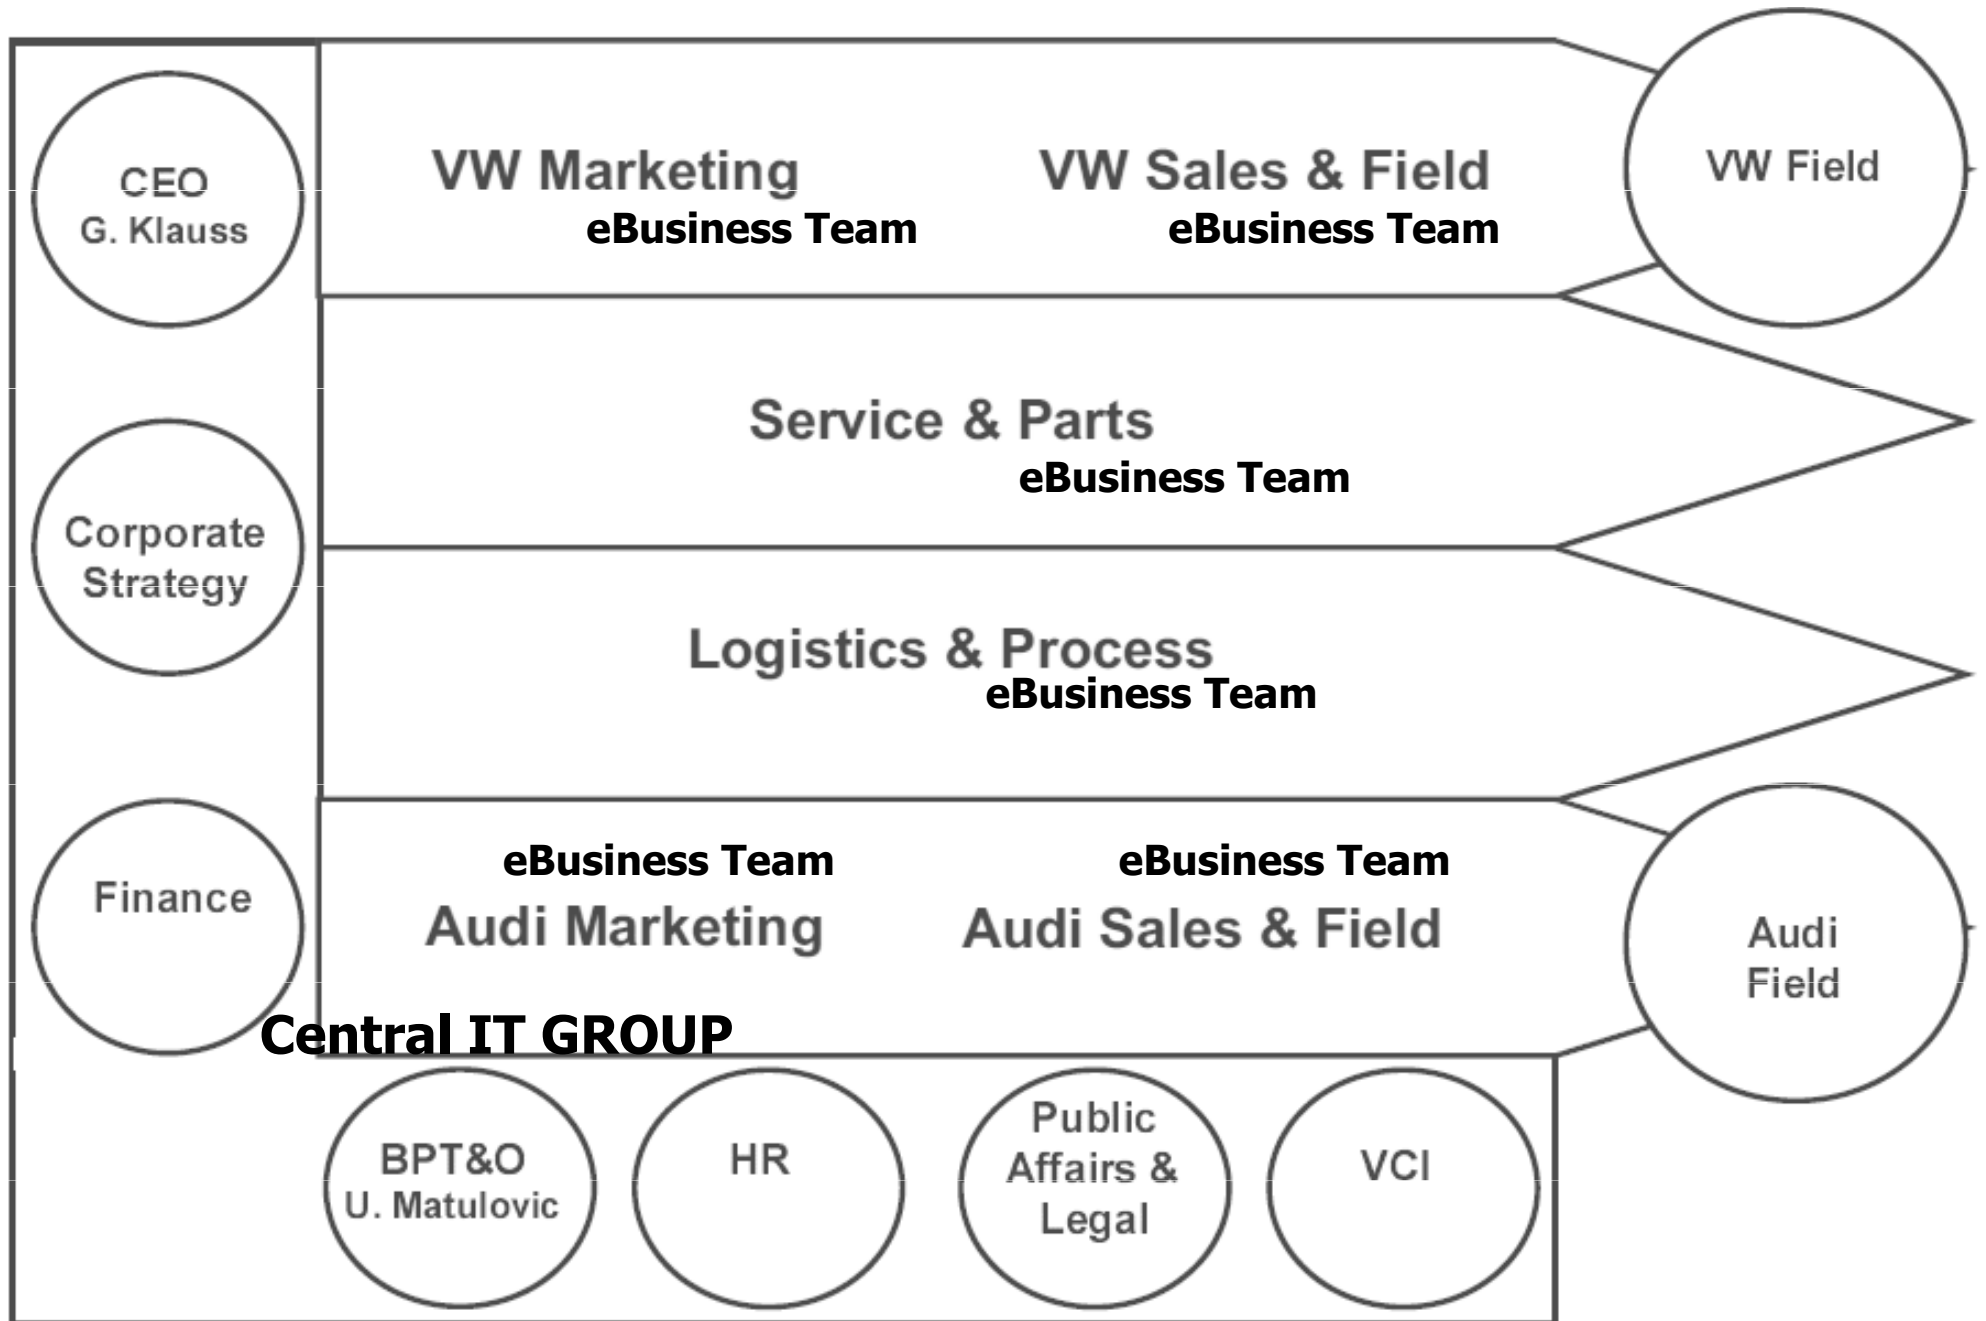 CEO
G. Klauss
VW Marketing
eBusiness Team
VW Sales & Field
eBusiness Team
VW Field
Corporate
Strategy
Service & Parts
eBusiness Team
Logistics & Process
eBusiness Team
Finance
eBusiness Team
Audi Marketing
eBusiness Team
Audi Sales & Field
Audi
Field
Central IT GROUP
BPT&O
U. Matulovic
HR
Public
Affairs &
Legal
VCI